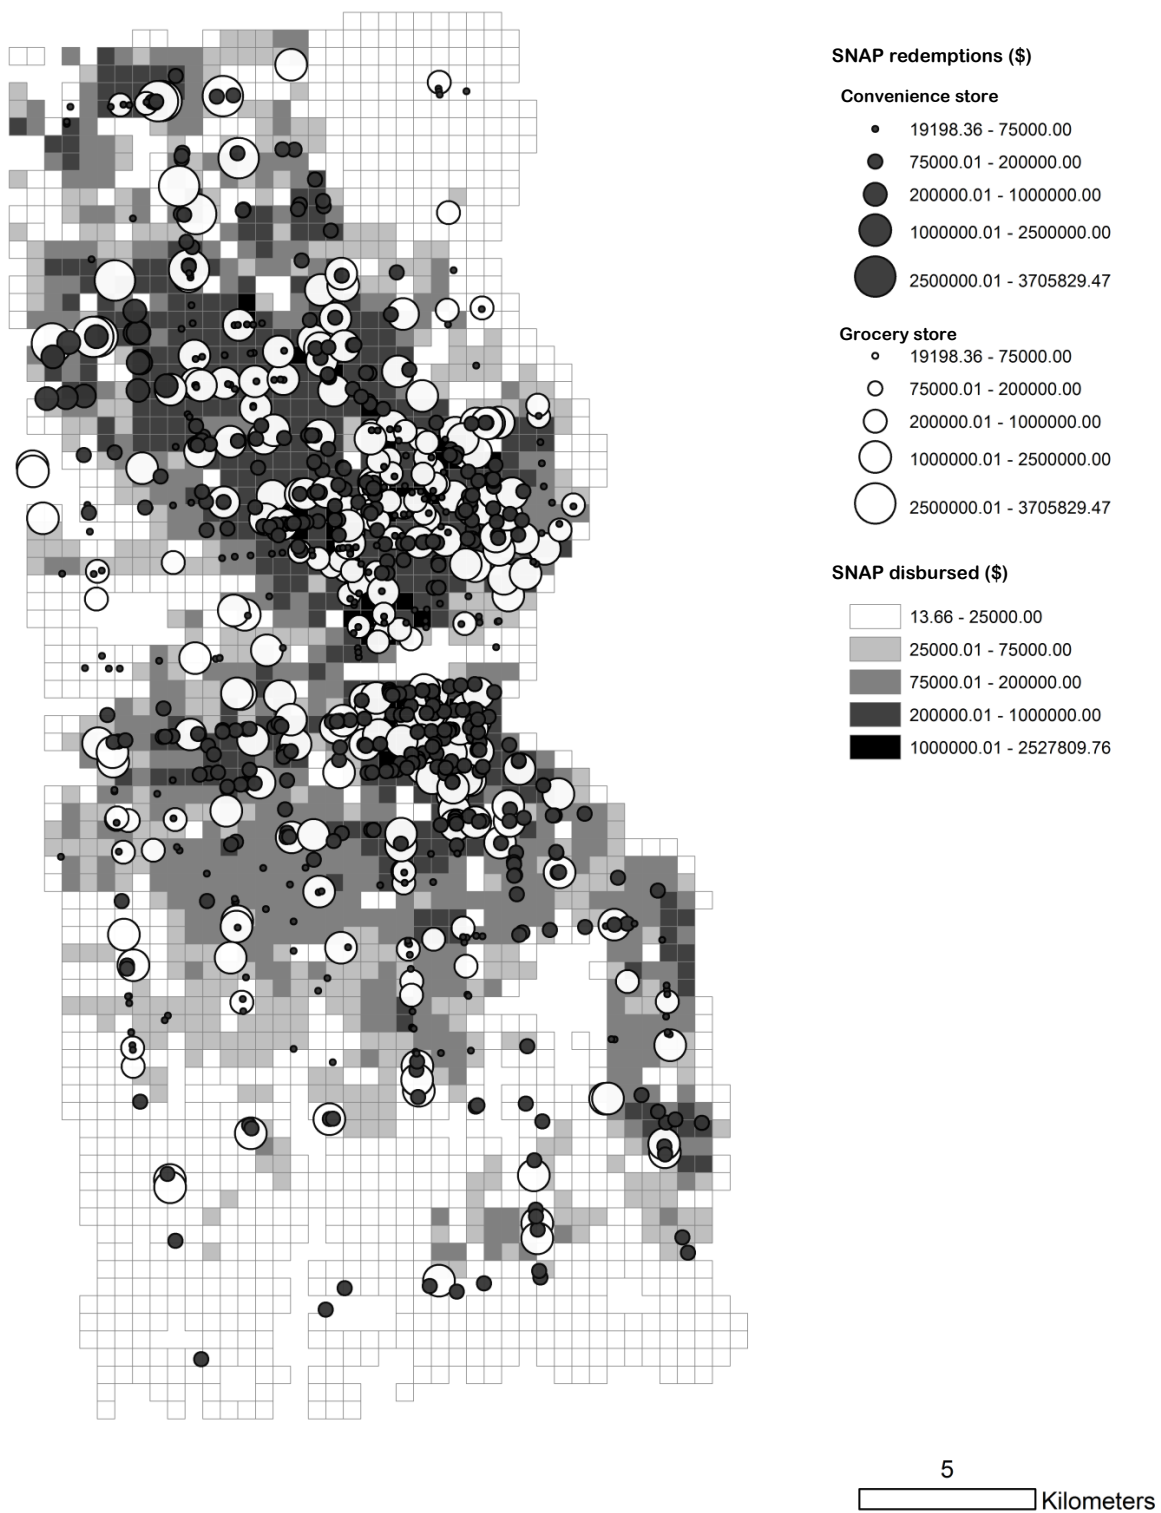 SNAP redemptions ($)
Convenience store
19198.36 - 75000.00
75000.01 - 200000.00
200000.01 - 1000000.00
1000000.01 - 2500000.00
2500000.01 - 3705829.47
Grocery store
19198.36 - 75000.00
75000.01 - 200000.00
200000.01 - 1000000.00
1000000.01 - 2500000.00
2500000.01 - 3705829.47
SNAP disbursed ($)
13.66 - 25000.00
25000.01 - 75000.00
75000.01 - 200000.00
200000.01 - 1000000.00
1000000.01 - 2527809.76
5
Kilometers